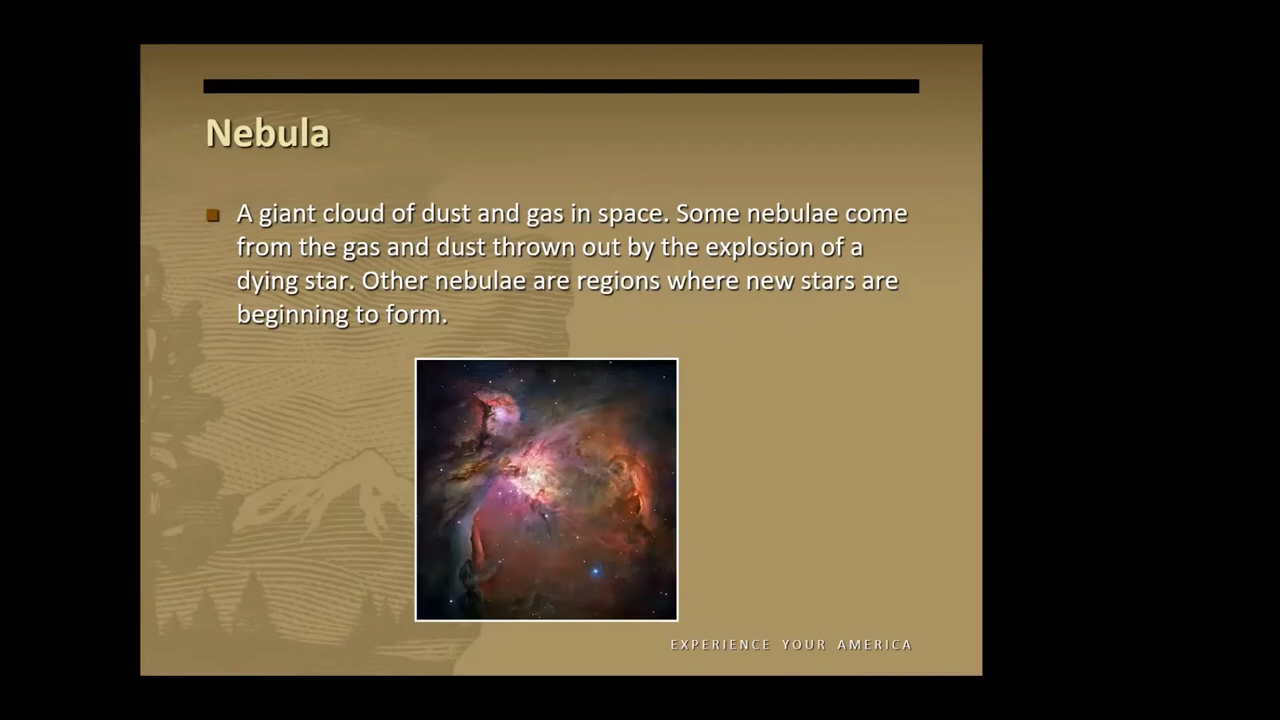 Nebula
A giant cloud of dust and gas in space. Some nebulae come
from the gas and dust thrown out by the explosion of a
dying star. Other nebulae are regions where new stars are
beginning to form.
EXPERIENCE YOUR AMERICA